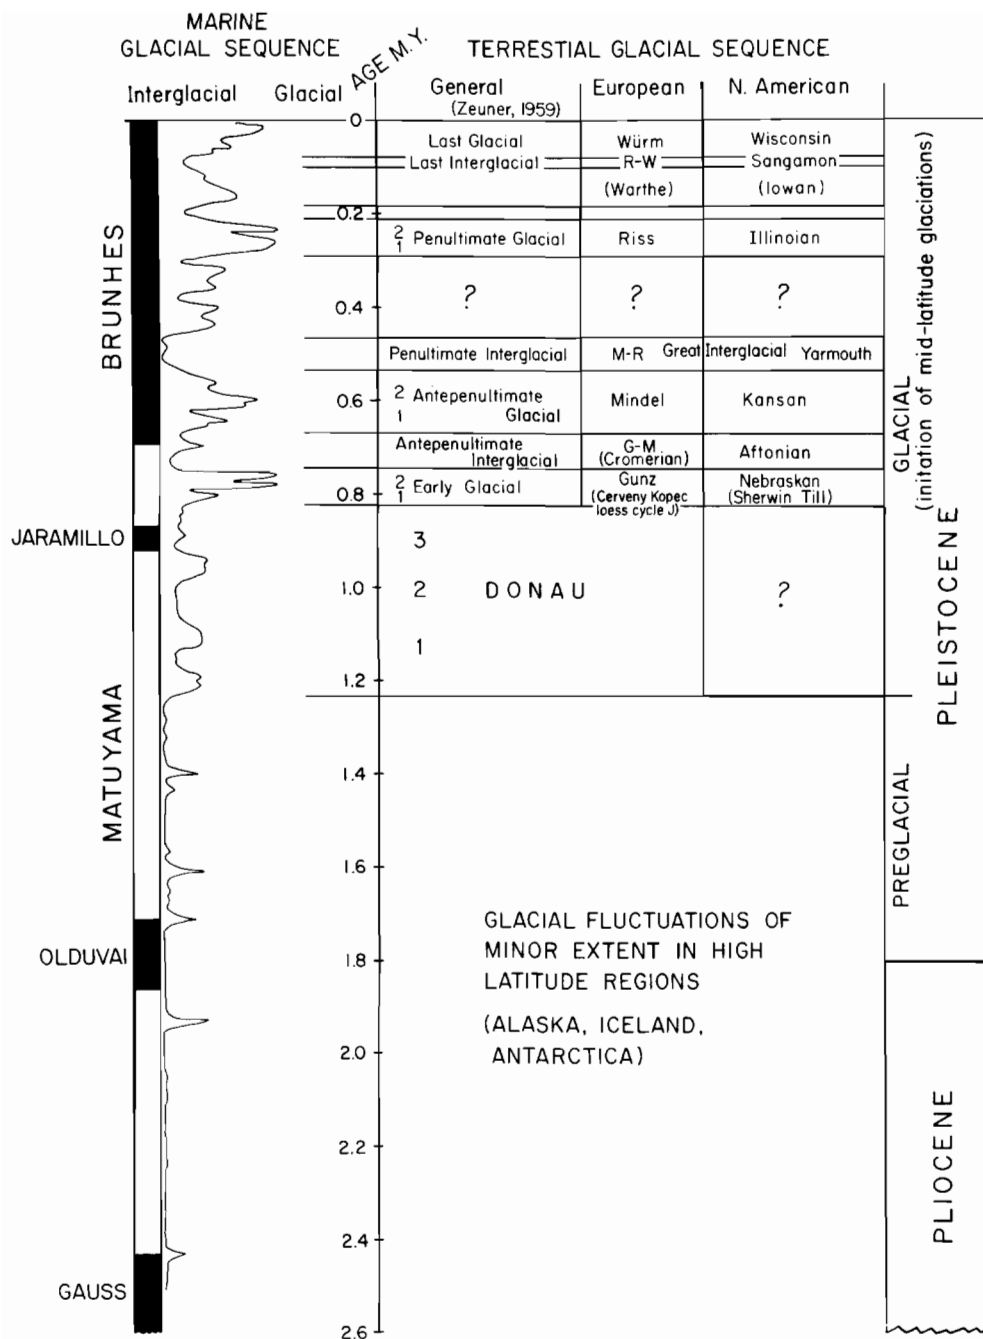 MARINE
GLACIAL SEQUENCE
AGE M.Y.
TERRESTIAL GLACIAL SEQUENCE
Interglacial Glacial
General
(Zeuner, 1959)
European
N. American
0
Last Glacial Würm Wisconsin
Last Interglacial R-W Sangamon
(Warthe) (Iowan)
0.2
2
1 Penultimate Glacial Riss Illinoian
? ? ?
0.4
Penultimate Interglacial M-R Great Interglacial Yarmouth
0.6
2 Antepenultimate
1 Glacial
Mindel Kansan
Antepenultimate
Interglacial
G-M
(Cromerian)
Aftonian
0.8
2
1 Early Glacial
Gunz
(Cerveny Kopec
loess cycle J)
Nebraskan
(Sherwin Till)
3
1.0
2 DONAU ?
1
1.2
1.4
1.6
1.8
2.0
2.2
2.4
2.6
GLACIAL FLUCTUATIONS OF
MINOR EXTENT IN HIGH
LATITUDE REGIONS
(ALASKA, ICELAND,
ANTARCTICA)
BRUNHES
JARAMILLO
MATUYAMA
OLDUVAI
GAUSS
GLACIAL
(initation of mid-latitude glaciations)
PREGLACIAL
PLEISTOCENE
PLIOCENE